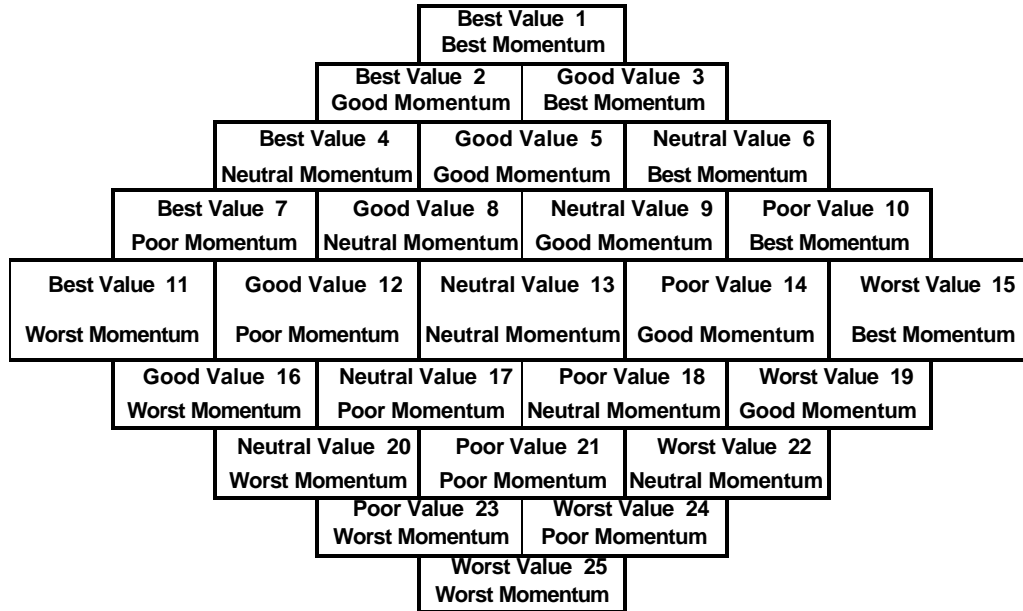 Best Value 1
Best Momentum
Best Value 2
Good Momentum
Good Value 3
Best Momentum
Best Value 4
Neutral Momentum
Good Value 5
Good Momentum
Neutral Value 6
Best Momentum
Best Value 7
Poor Momentum
Good Value 8
Neutral Momentum
Neutral Value 9
Good Momentum
Poor Value 10
Best Momentum
Best Value 11
Worst Momentum
Good Value 12
Poor Momentum
Neutral Value 13
Neutral Momentum
Poor Value 14
Good Momentum
Worst Value 15
Best Momentum
Good Value 16
Worst Momentum
Neutral Value 17
Poor Momentum
Poor Value 18
Neutral Momentum
Worst Value 19
Good Momentum
Neutral Value 20
Worst Momentum
Poor Value 21
Poor Momentum
Worst Value 22
Neutral Momentum
Poor Value 23
Worst Momentum
Worst Value 24
Poor Momentum
Worst Value 25
Worst Momentum